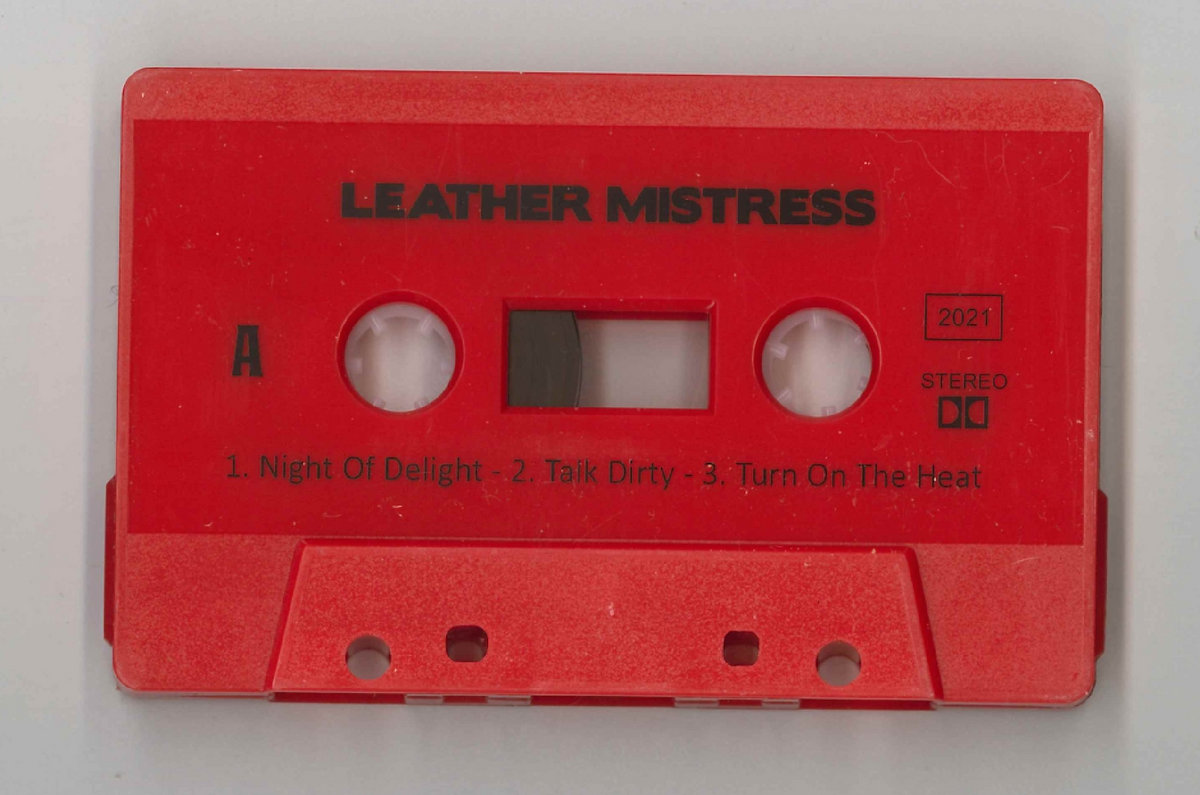 LEATHER MISTRESS
A
2021
STEREO
1. Night Of Delight - 2. Talk Dirty - 3. Turn On The Heat